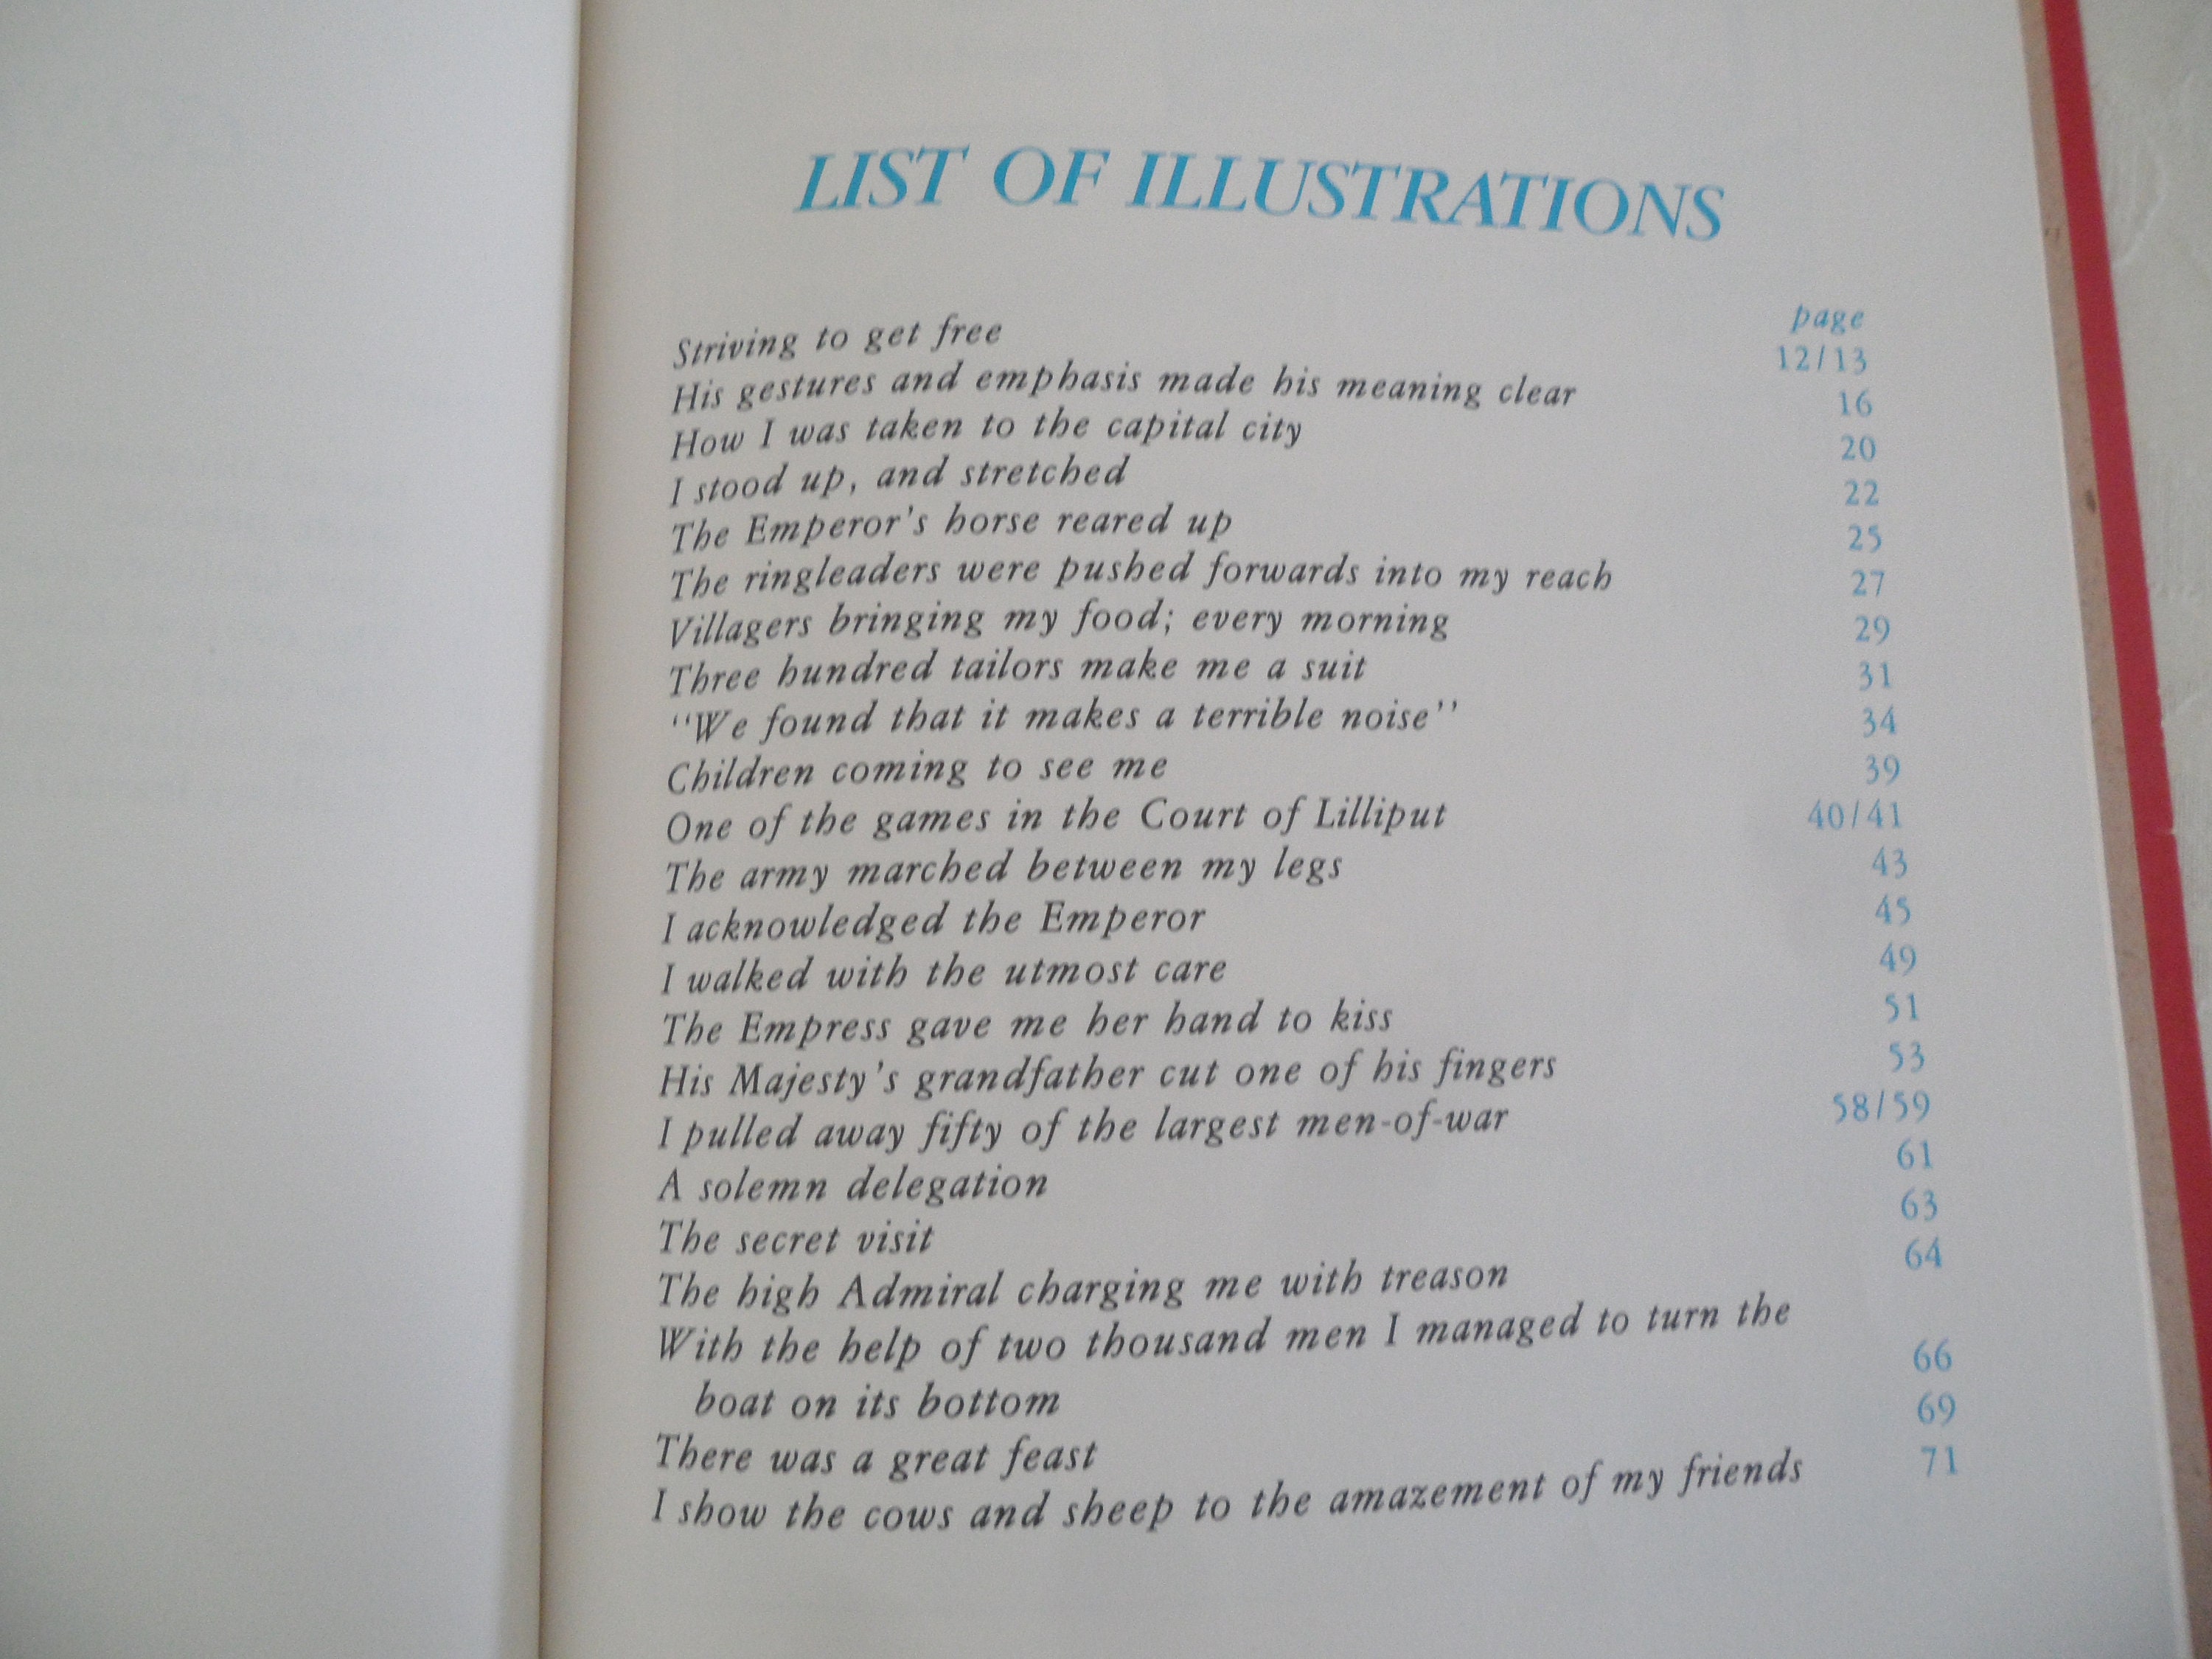 LIST OF ILLUSTRATIONS
page
Striving to get free 12/13
His gestures and emphasis made his meaning clear 16
How I was taken to the capital city 20
I stood up, and stretched 22
The Emperor's horse reared up 25
The ringleaders were pushed forwards into my reach 27
Villagers bringing my food; every morning 29
Three hundred tailors make me a suit 31
"We found that it makes a terrible noise" 34
Children coming to see me 39
One of the games in the Court of Lilliput 40/41
The army marched between my legs 43
I acknowledged the Emperor 45
I walked with the utmost care 49
The Empress gave me her hand to kiss 51
His Majesty's grandfather cut one of his fingers 53
I pulled away fifty of the largest men-of-war 58/59
A solemn delegation 61
The secret visit 63
The high Admiral charging me with treason 64
With the help of two thousand men I managed to turn the
boat on its bottom 66
There was a great feast 69
I show the cows and sheep to the amazement of my friends 71